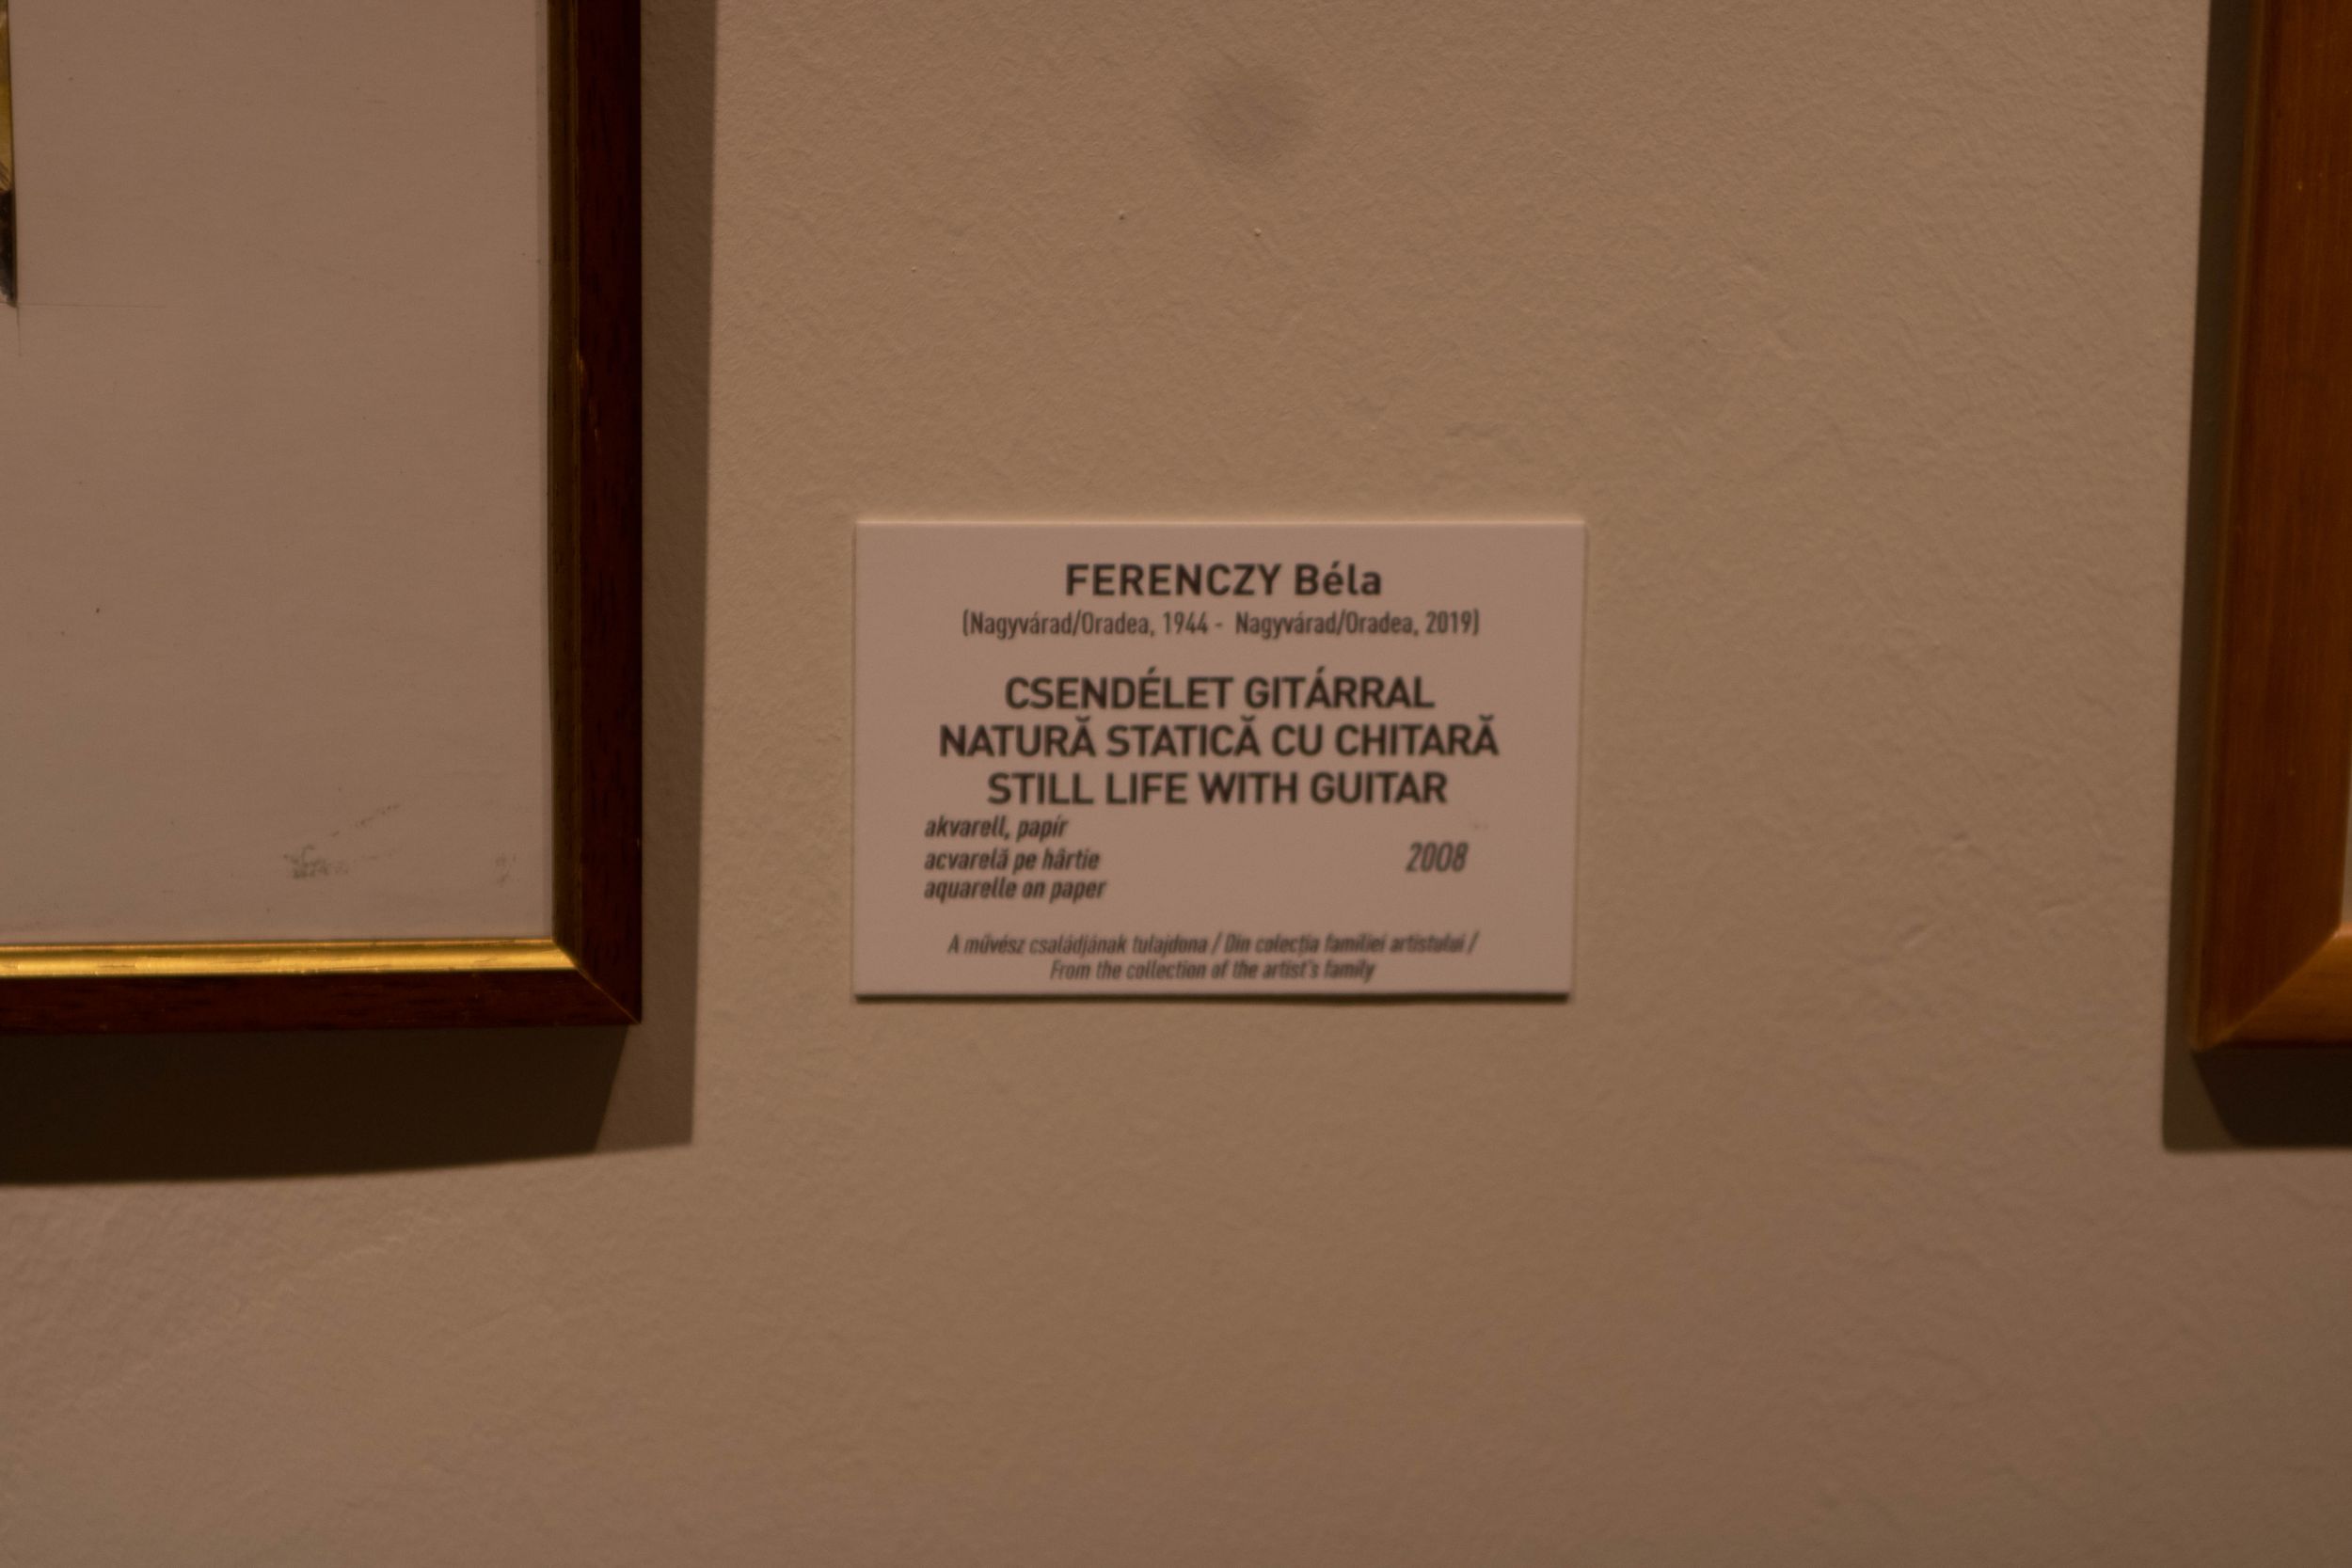 FERENCZY Béla
(Nagyvárad/Oradea, 1944 - Nagyvárad/Oradea, 2019)
CSENDÉLET GITÁRRAL
NATURĂ STATICĂ CU CHITARĂ
STILL LIFE WITH GUITAR
akvarell, papír
acvarelă pe hârtie
2008
aquarelle on paper
A művész családjának tulajdona / Din colecția familiei artistului /
From the collection of the artist's family